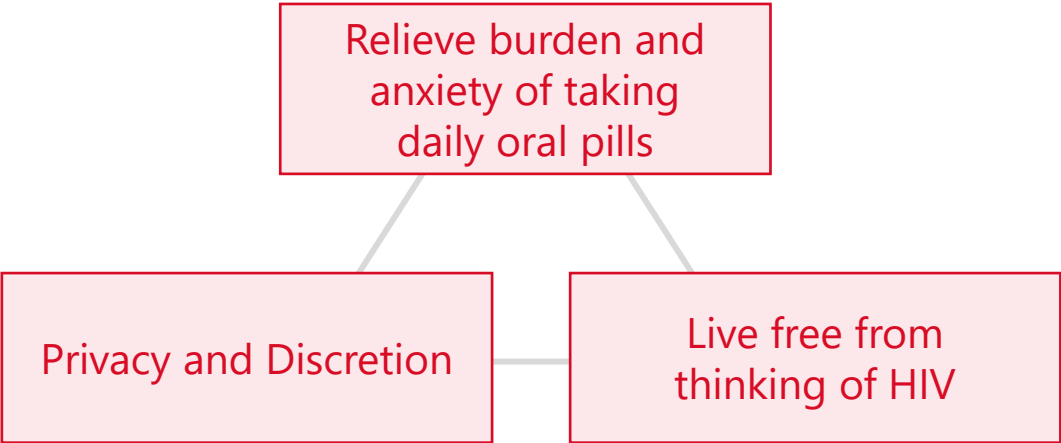 Relieve burden and
anxiety of taking
daily oral pills
Privacy and Discretion
Live free from
thinking of HIV